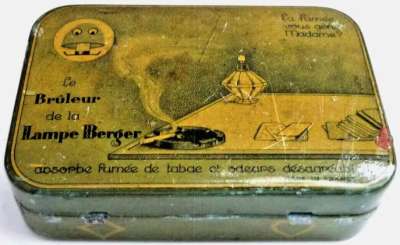 La fumée
vous gêne
Madame?
Le
Brûleur
de la
Lampe Berger
absorbe fumée de tabac et odeurs désagréables